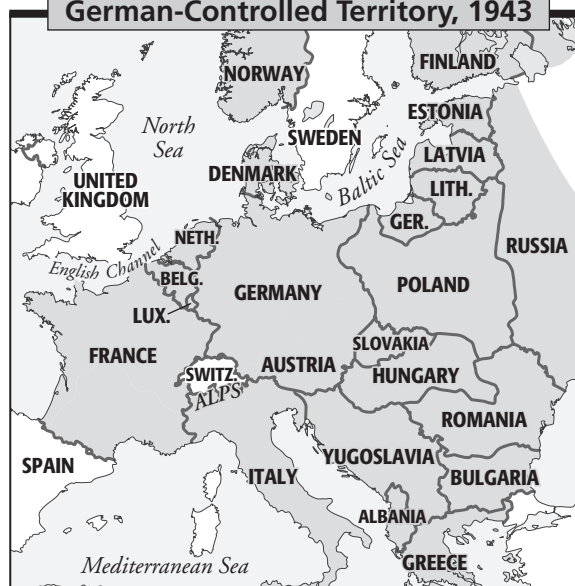 German-Controlled Territory, 1943
NORWAY
FINLAND
ESTONIA
North
Sea
SWEDEN
LATVIA
DENMARK
Baltic Sea
LITH.
UNITED
KINGDOM
GER.
NETH.
RUSSIA
English Channel
BELG.
GERMANY
POLAND
LUX.
SLOVAKIA
FRANCE
AUSTRIA
SWITZ.
HUNGARY
ALPS
ROMANIA
SPAIN
YUGOSLAVIA
ITALY
BULGARIA
ALBANIA
Mediterranean Sea
GREECE